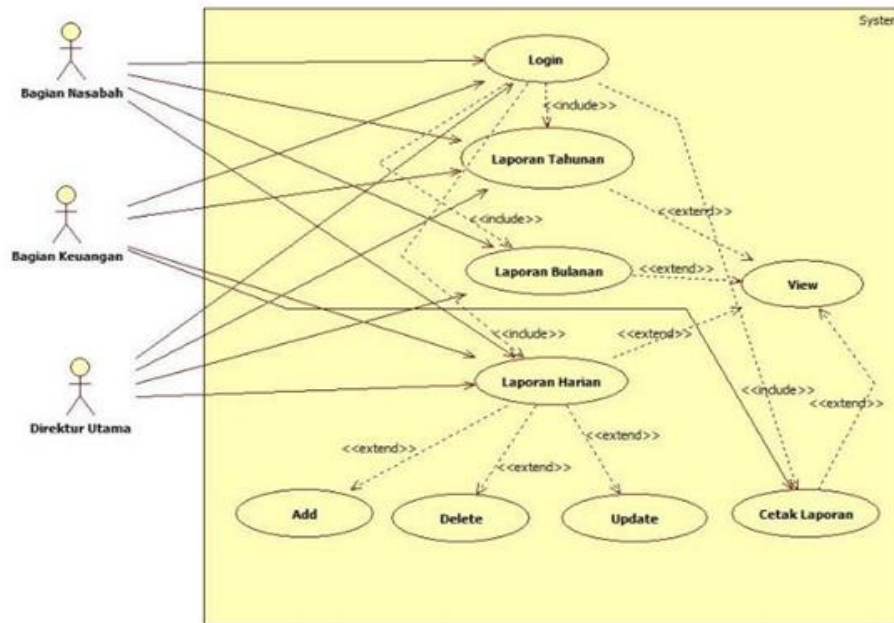 System
Bagian Nasabah
Login
<<include>>
Laporan Tahunan
<<extend>>
<<include>>
Bagian Keuangan
Laporan Bulanan
<<extend>>
View
<<include>>
<<extend>>
Laporan Harian
<<include>>
Direktur Utama
<<extend>>
<<extend>>
<<extend>>
<<extend>>
Add
Delete
Update
Cetak Laporan